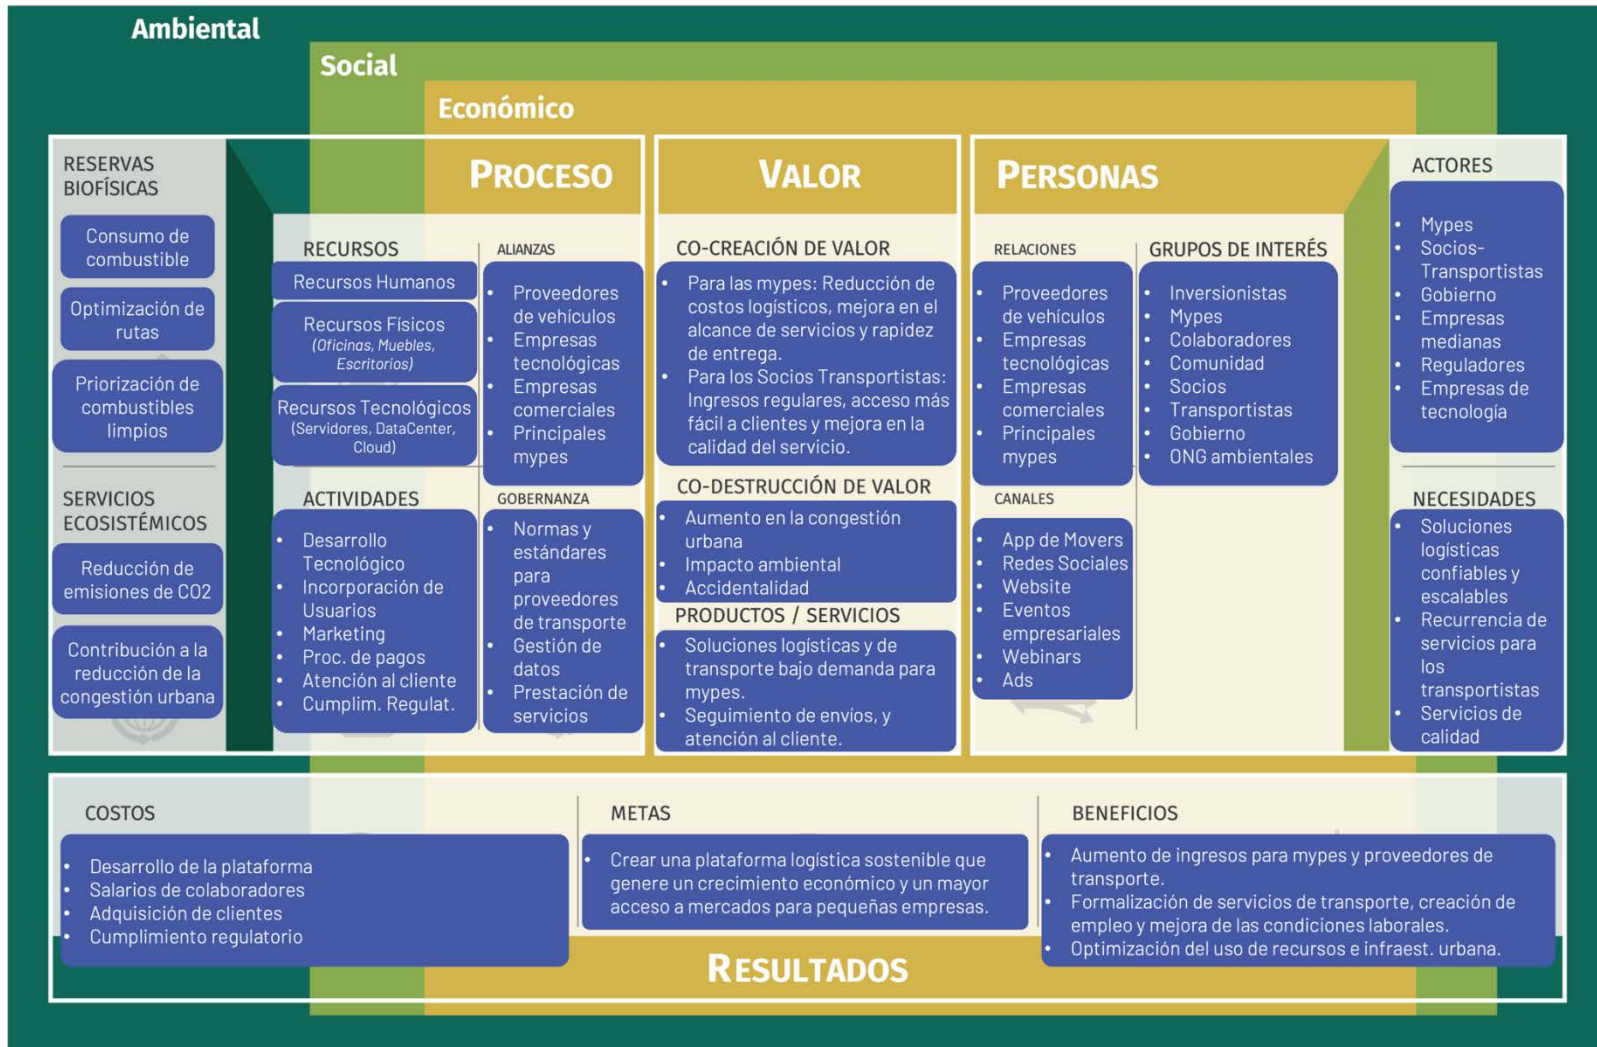 Ambiental
Social
Económico
PROCESO
VALOR
PERSONAS
RESERVAS
BIOFÍSICAS
Consumo de
combustible
Optimización de
rutas
Priorización de
combustibles
limpios
SERVICIOS
ECOSISTÉMICOS
Reducción de
emisiones de CO2
Contribución a la
reducción de la
congestión urbana
RECURSOS
Recursos Humanos
Recursos Físicos
(Oficinas, Muebles,
Escritorios)
Recursos Tecnológicos
(Servidores, DataCenter,
Cloud)
ALIANZAS
• Proveedores
de vehículos
• Empresas
tecnológicas
• Empresas
comerciales
• Principales
mypes
ACTIVIDADES
• Desarrollo
Tecnológico
• Incorporación de
Usuarios
• Marketing
• Proc. de pagos
• Atención al cliente
• Cumplim. Regulat.
GOBERNANZA
• Normas y
estándares
para
proveedores
de transporte
• Gestión de
datos
• Prestación de
servicios
CO-CREACIÓN DE VALOR
• Para las mypes: Reducción de
costos logísticos, mejora en el
alcance de servicios y rapidez
de entrega.
• Para los Socios Transportistas:
Ingresos regulares, acceso más
fácil a clientes y mejora en la
calidad del servicio.
CO-DESTRUCCIÓN DE VALOR
• Aumento en la congestión
urbana
• Impacto ambiental
• Accidentalidad
PRODUCTOS / SERVICIOS
• Soluciones logísticas y de
transporte bajo demanda para
mypes.
• Seguimiento de envíos, y
atención al cliente.
RELACIONES
• Proveedores
de vehículos
• Empresas
tecnológicas
• Empresas
comerciales
• Principales
mypes
GRUPOS DE INTERÉS
• Inversionistas
• Mypes
• Colaboradores
• Comunidad
• Socios
• Transportistas
• Gobierno
• ONG ambientales
CANALES
• App de Movers
• Redes Sociales
• Website
• Eventos
empresariales
• Webinars
• Ads
ACTORES
• Mypes
• Socios-
Transportistas
• Gobierno
• Empresas
medianas
• Reguladores
• Empresas de
tecnología
NECESIDADES
• Soluciones
logísticas
confiables y
escalables
• Recurrencia de
servicios para
los
transportistas
• Servicios de
calidad
COSTOS
• Desarrollo de la plataforma
• Salarios de colaboradores
• Adquisición de clientes
• Cumplimiento regulatorio
METAS
• Crear una plataforma logística sostenible que
genere un crecimiento económico y un mayor
acceso a mercados para pequeñas empresas.
BENEFICIOS
• Aumento de ingresos para mypes y proveedores de
transporte.
• Formalización de servicios de transporte, creación de
empleo y mejora de las condiciones laborales.
• Optimización del uso de recursos e infraest. urbana.
RESULTADOS